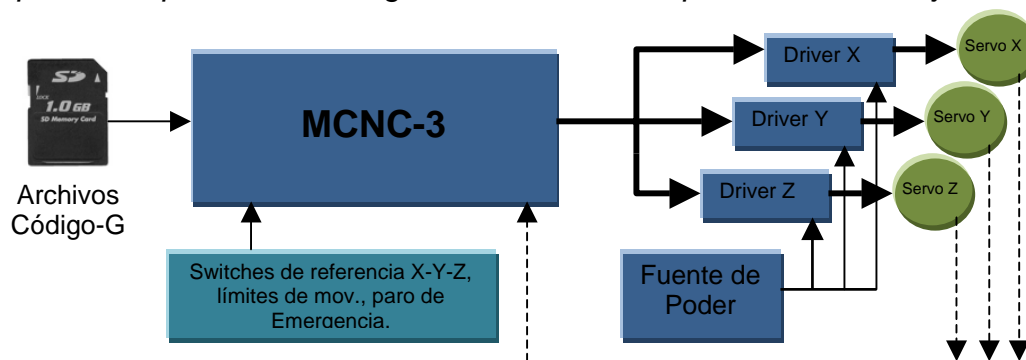 SD
LOCK
1.0 GB
SD Memory Card
Archivos
Código-G
MCNC-3
Switches de referencia X-Y-Z,
límites de mov., paro de
Emergencia.
Driver X
Driver Y
Driver Z
Fuente de
Poder
Servo X
Servo Y
Servo Z